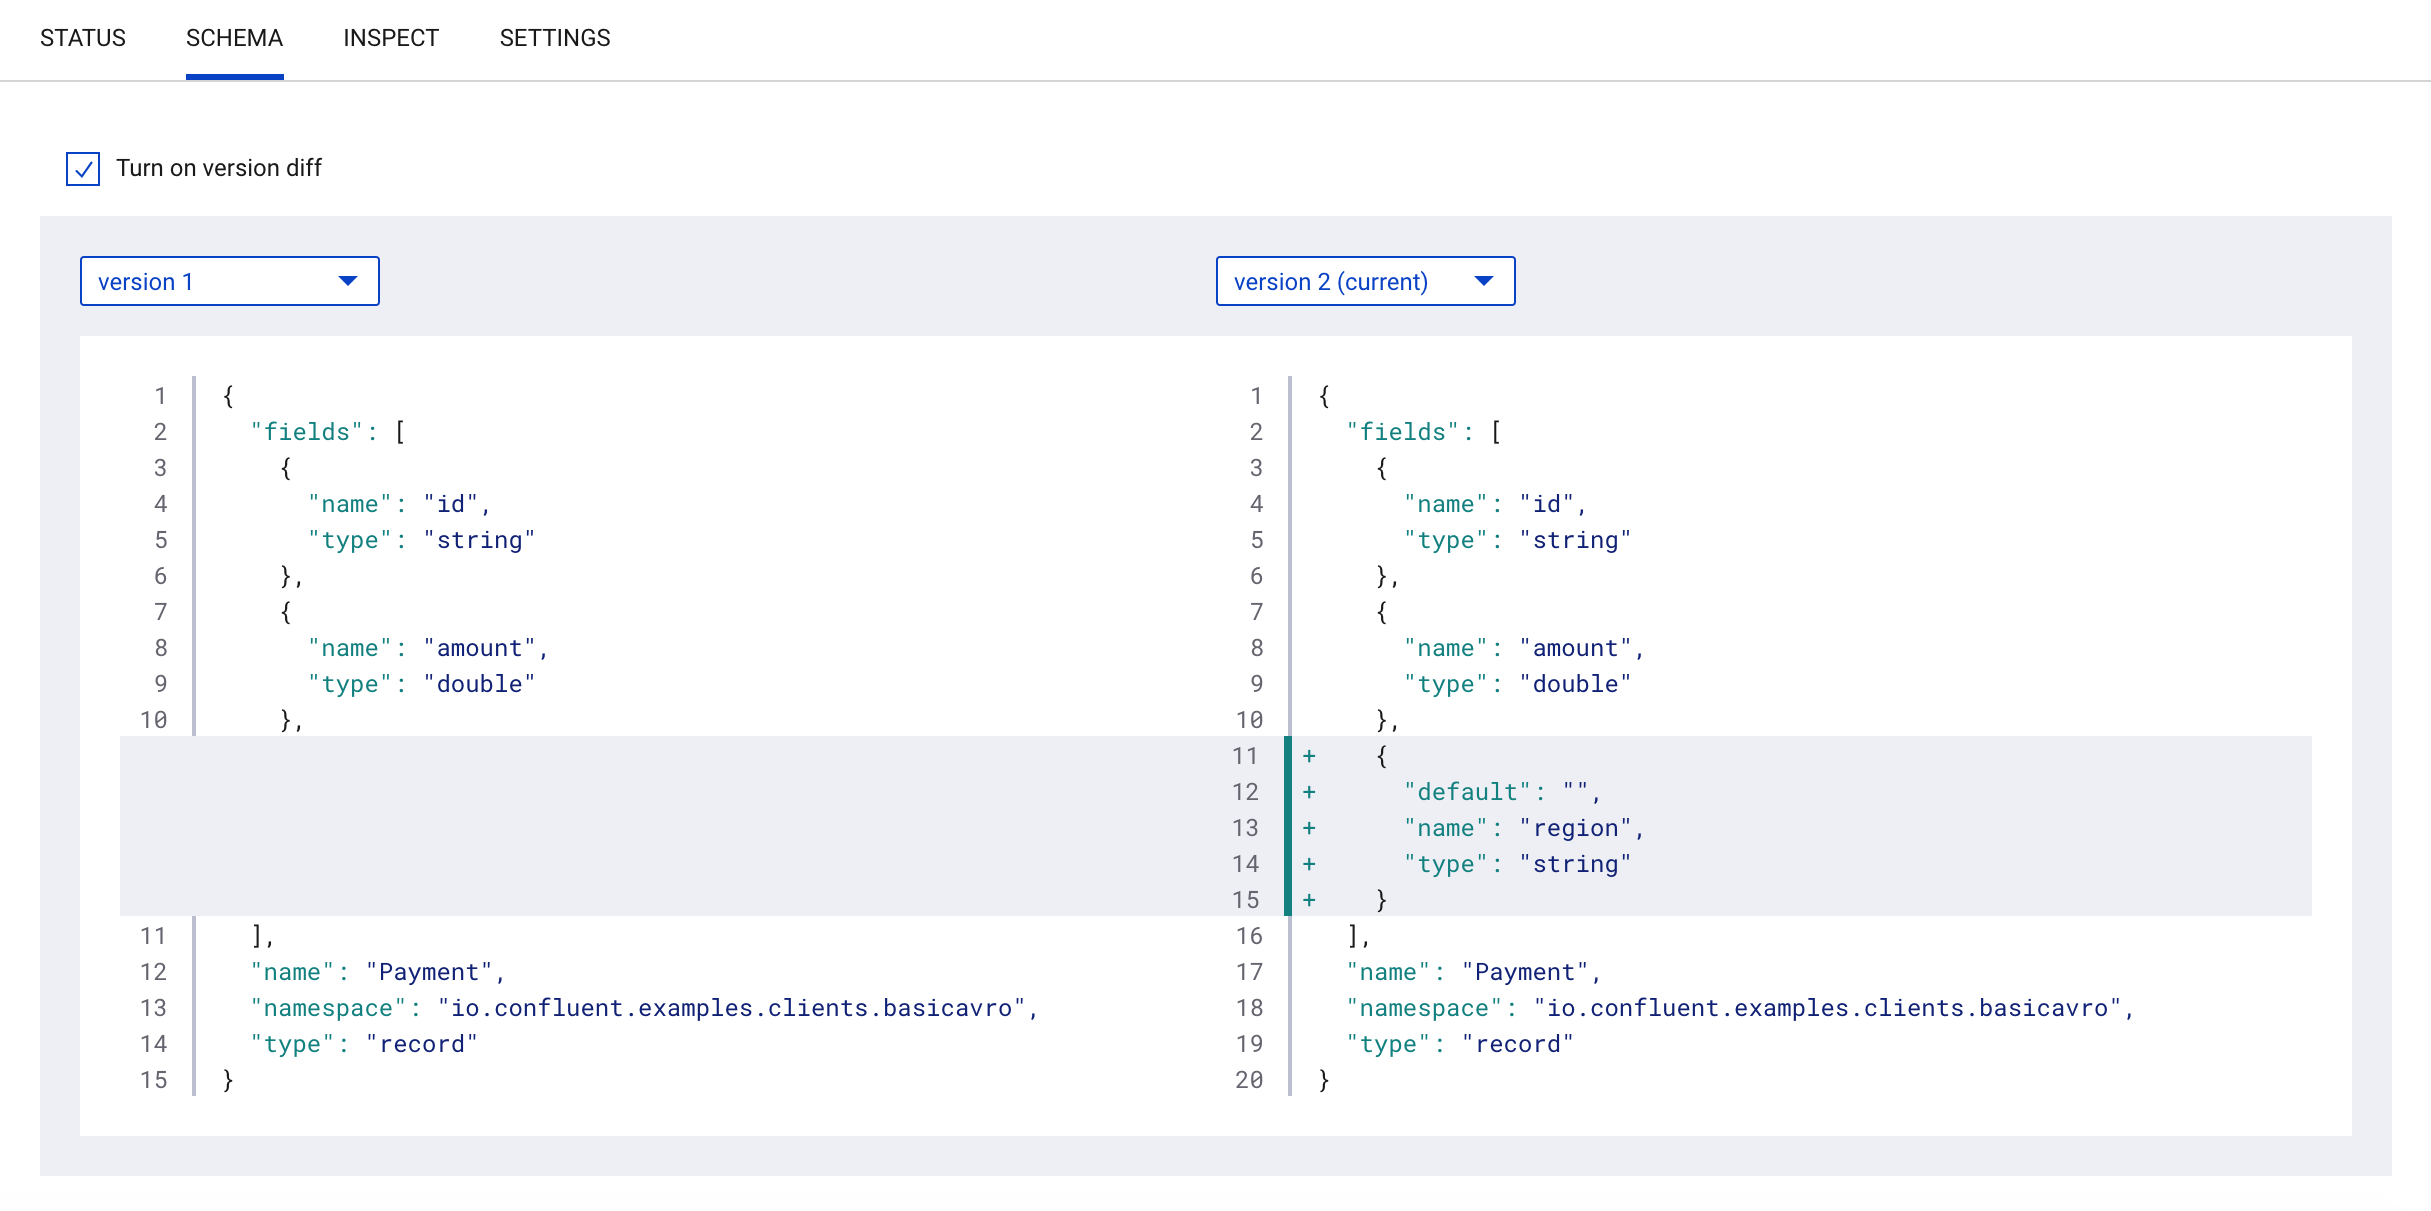 STATUS SCHEMA INSPECT SETTINGS
Turn on version diff
version 1
1 {
2 "fields": [
3 {
4 "name": "id",
5 "type": "string"
6 },
7 {
8 "name": "amount",
9 "type": "double"
10 },
11 ],
12 "name": "Payment",
13 "namespace": "io.confluent.examples.clients.basicavro",
14 "type": "record"
15 }
version 2 (current)
1 {
2 "fields": [
3 {
4 "name": "id",
5 "type": "string"
6 },
7 {
8 "name": "amount",
9 "type": "double"
10 },
11 + {
12 + "default": "",
13 + "name": "region",
14 + "type": "string"
15 + }
16 ],
17 "name": "Payment",
18 "namespace": "io.confluent.examples.clients.basicavro",
19 "type": "record"
20 }